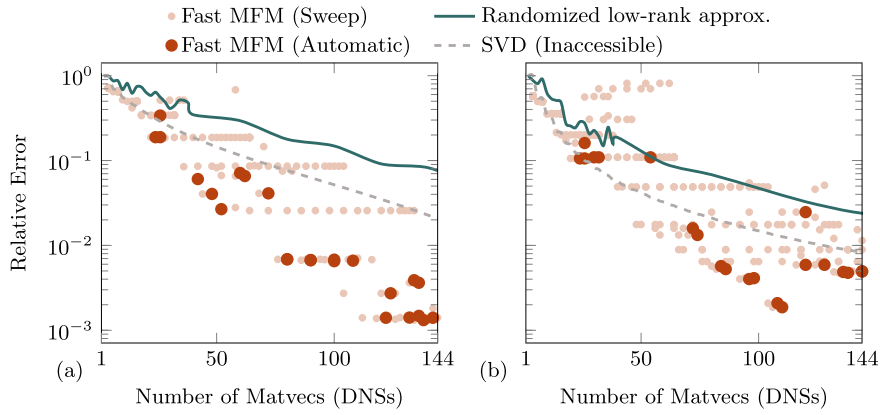 Fast MFM (Sweep) Randomized low-rank approx.
Fast MFM (Automatic) SVD (Inaccessible)
Relative Error
10^0
10^-1
10^-2
10^-3
1 50 100 144
(a)
Number of Matvecs (DNSs)
1 50 100 144
(b)
Number of Matvecs (DNSs)